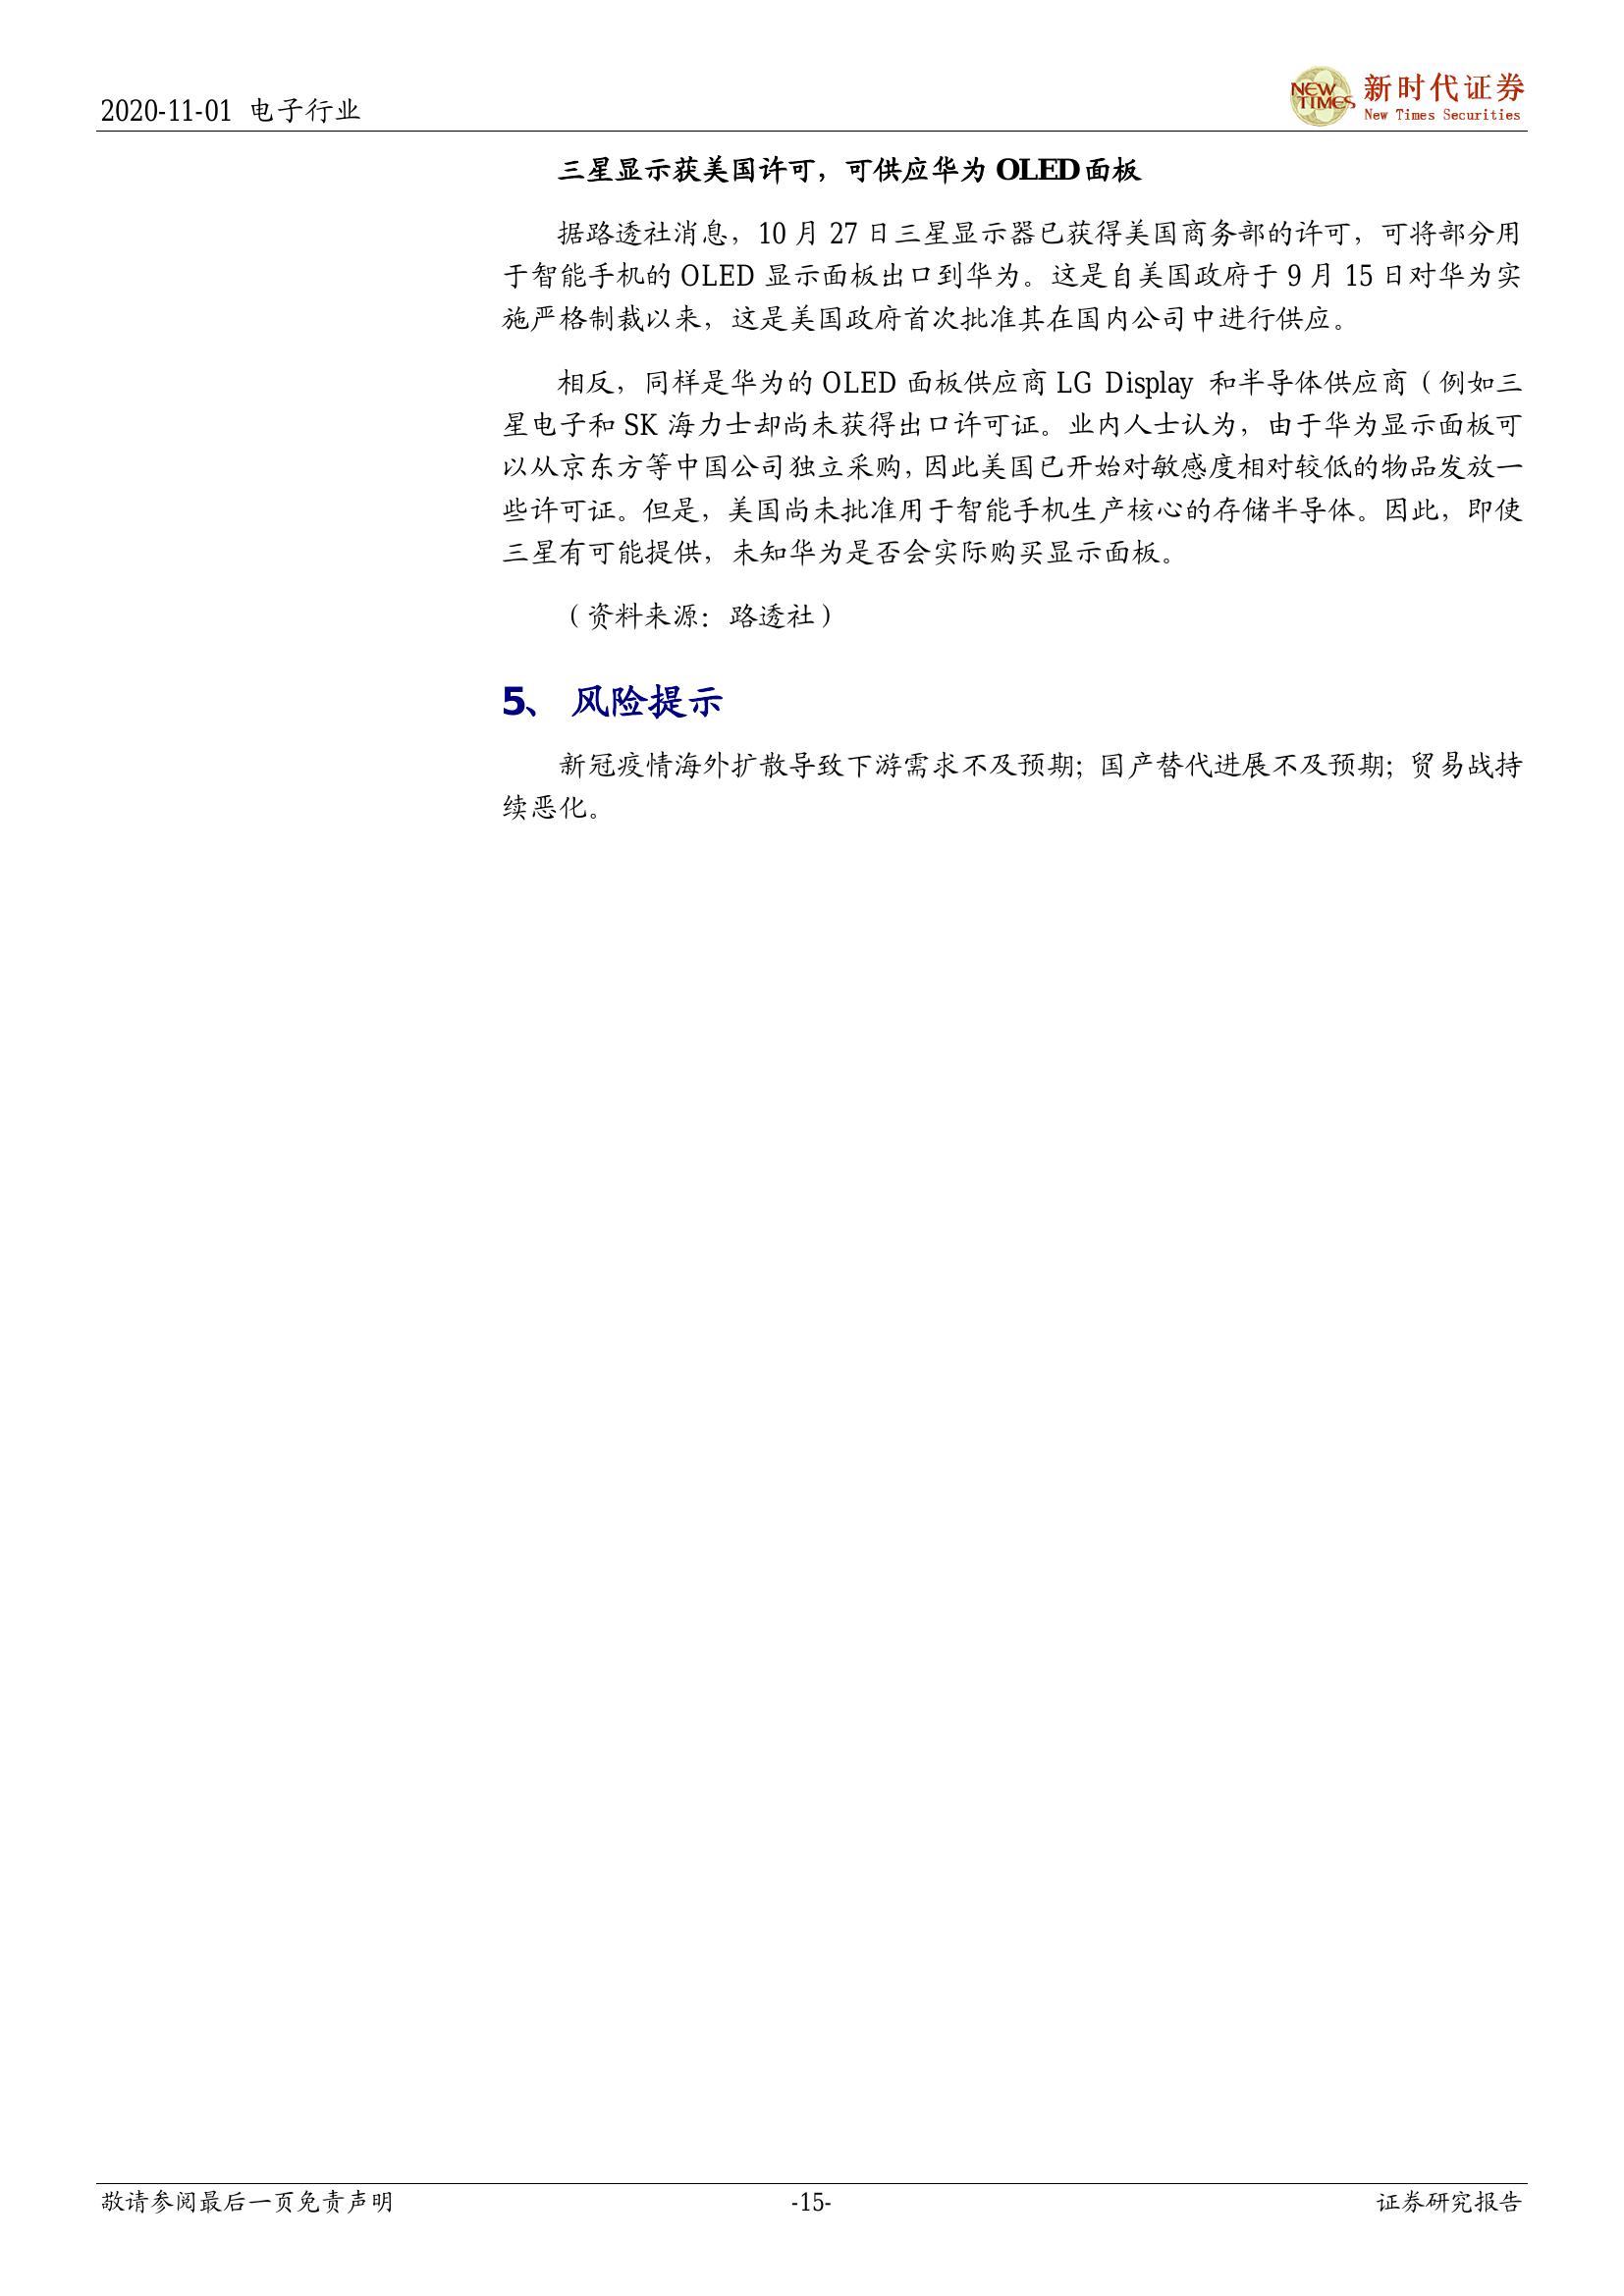 2020-11-01 电子行业
NEW TIMES
新时代证券
New Times Securities
三星显示获美国许可，可供应华为 OLED 面板
据路透社消息，10 月 27 日三星显示器已获得美国商务部的许可，可将部分用
于智能手机的 OLED 显示面板出口到华为。这是自美国政府于 9 月 15 日对华为实
施严格制裁以来，这是美国政府首次批准其在国内公司中进行供应。
相反，同样是华为的 OLED 面板供应商 LG Display 和半导体供应商（例如三
星电子和 SK 海力士却尚未获得出口许可证。业内人士认为，由于华为显示面板可
以从京东方等中国公司独立采购，因此美国已开始对敏感度相对较低的物品发放一
些许可证。但是，美国尚未批准用于智能手机生产核心的存储半导体。因此，即使
三星有可能提供，未知华为是否会实际购买显示面板。
（资料来源：路透社）
5、 风险提示
新冠疫情海外扩散导致下游需求不及预期；国产替代进展不及预期；贸易战持
续恶化。
敬请参阅最后一页免责声明
-15-
证券研究报告